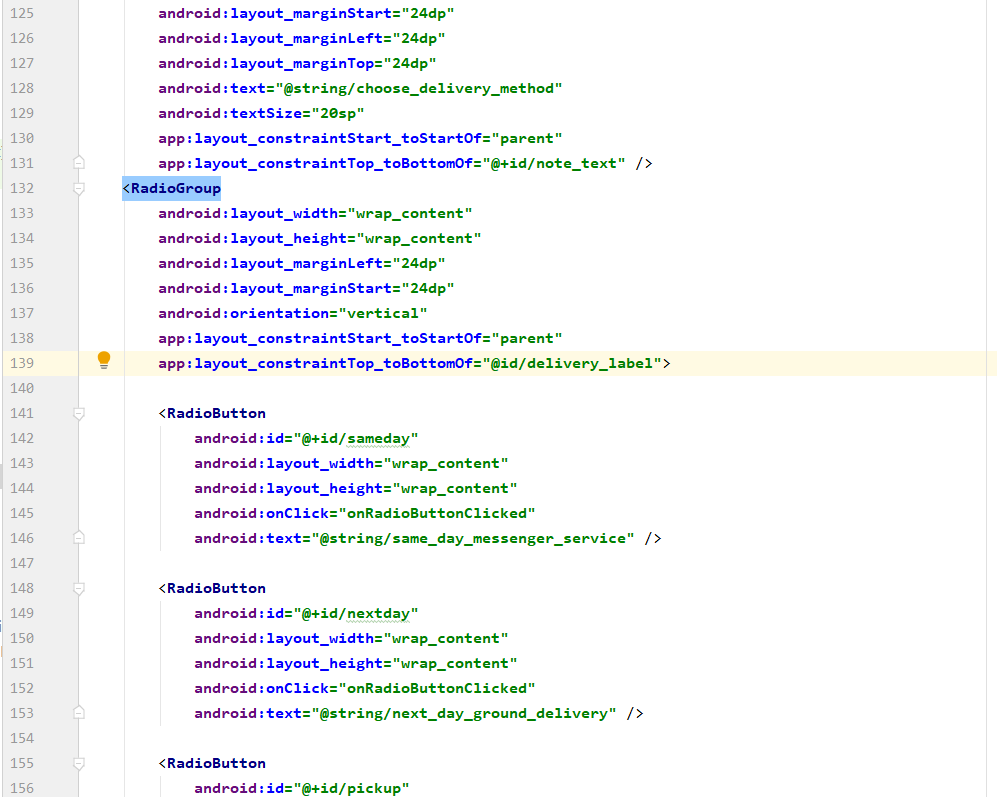 125 android:layout_marginStart="24dp"
126 android:layout_marginLeft="24dp"
127 android:layout_marginTop="24dp"
128 android:text="@string/choose_delivery_method"
129 android:textSize="20sp"
130 app:layout_constraintStart_toStartOf="parent"
131 app:layout_constraintTop_toBottomOf="@+id/note_text" />
132 <RadioGroup
133 android:layout_width="wrap_content"
134 android:layout_height="wrap_content"
135 android:layout_marginLeft="24dp"
136 android:layout_marginStart="24dp"
137 android:orientation="vertical"
138 app:layout_constraintStart_toStartOf="parent"
139 app:layout_constraintTop_toBottomOf="@id/delivery_label">
140
141 <RadioButton
142 android:id="@+id/sameday"
143 android:layout_width="wrap_content"
144 android:layout_height="wrap_content"
145 android:onClick="onRadioButtonClicked"
146 android:text="@string/same_day_messenger_service" />
147
148 <RadioButton
149 android:id="@+id/nextday"
150 android:layout_width="wrap_content"
151 android:layout_height="wrap_content"
152 android:onClick="onRadioButtonClicked"
153 android:text="@string/next_day_ground_delivery" />
154
155 <RadioButton
156 android:id="@+id/pickup"